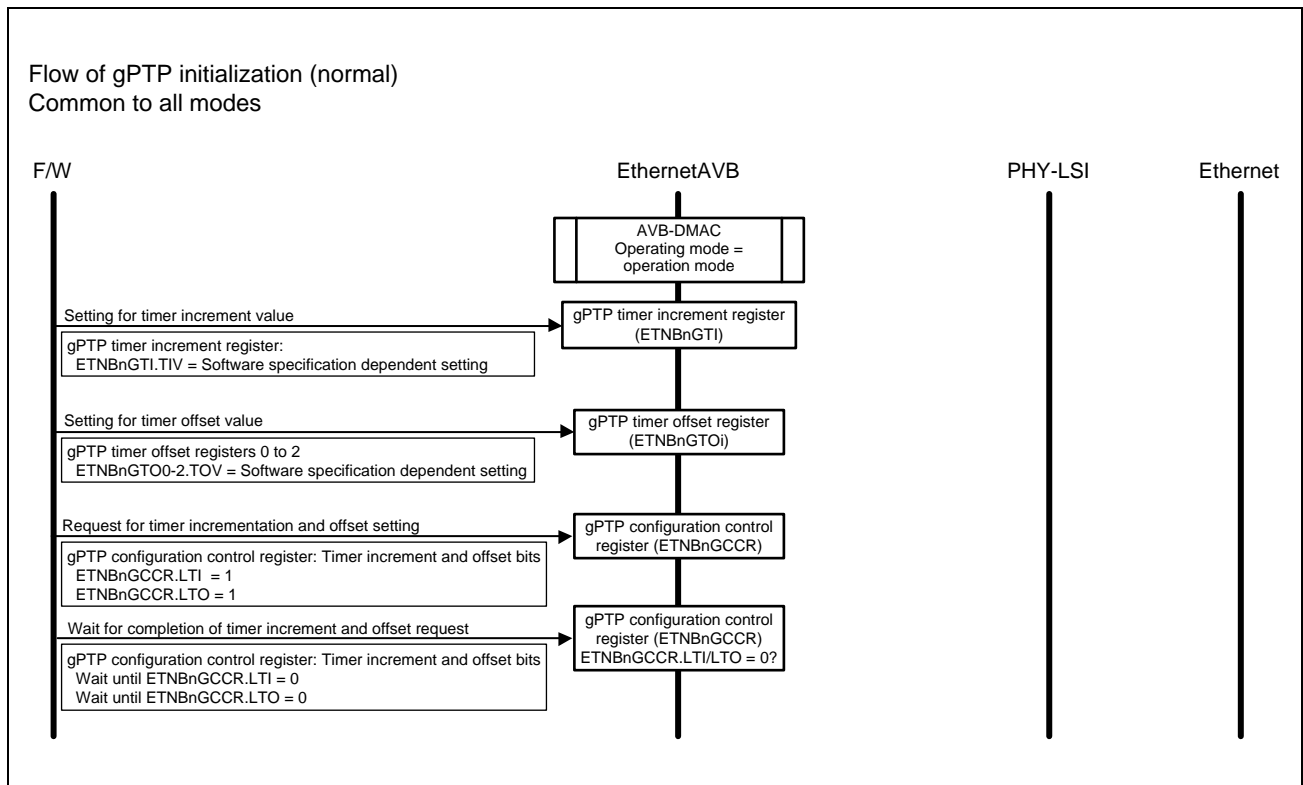 Flow of gPTP initialization (normal)
Common to all modes
F/W
EthernetAVB
PHY-LSI
Ethernet
AVB-DMAC
Operating mode =
operation mode
Setting for timer increment value
gPTP timer increment register:
ETNBnGTI.TIV = Software specification dependent setting
gPTP timer increment register
(ETNBnGTI)
Setting for timer offset value
gPTP timer offset registers 0 to 2
ETNBnGTO0-2.TOV = Software specification dependent setting
gPTP timer offset register
(ETNBnGTOi)
Request for timer incrementation and offset setting
gPTP configuration control register: Timer increment and offset bits
ETNBnGCCR.LTI = 1
ETNBnGCCR.LTO = 1
gPTP configuration control
register (ETNBnGCCR)
Wait for completion of timer increment and offset request
gPTP configuration control register: Timer increment and offset bits
Wait until ETNBnGCCR.LTI = 0
Wait until ETNBnGCCR.LTO = 0
gPTP configuration control
register (ETNBnGCCR)
ETNBnGCCR.LTI/LTO = 0?